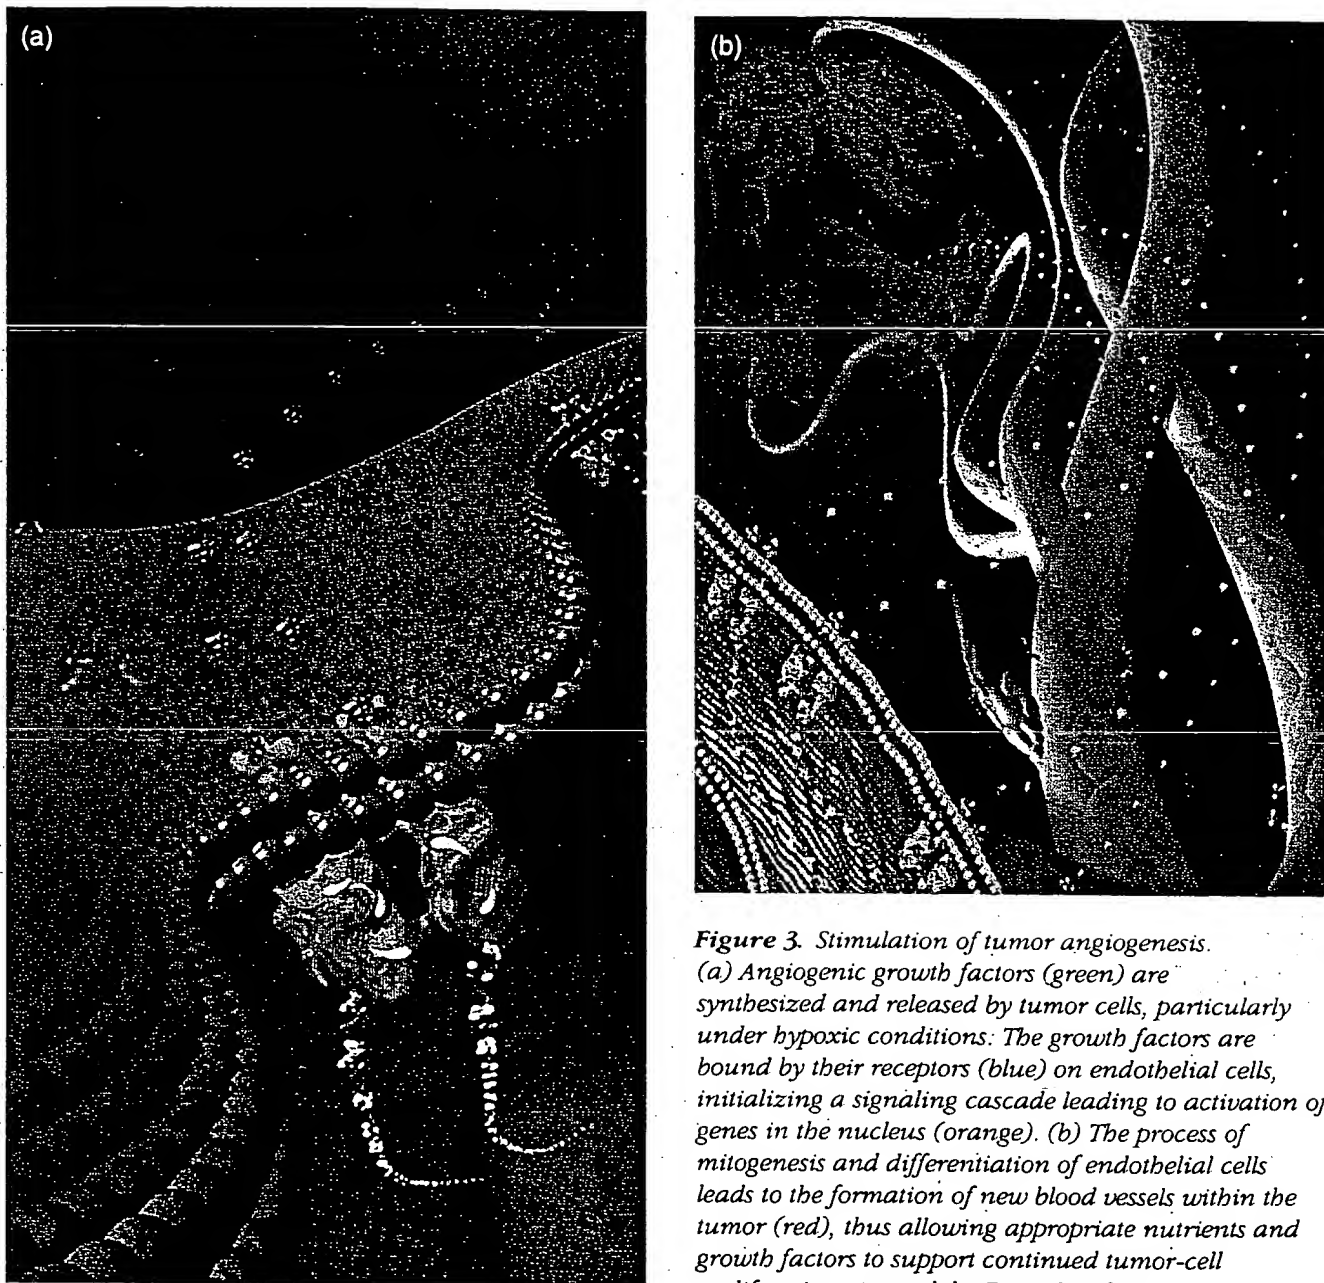 (a)
(b)
Figure 3. Stimulation of tumor angiogenesis.
(a) Angiogenic growth factors (green) are
synthesized and released by tumor cells, particularly
under hypoxic conditions: The growth factors are
bound by their receptors (blue) on endothelial cells,
initializing a signaling cascade leading to activation of
genes in the nucleus (orange). (b) The process of
mitogenesis and differentiation of endothelial cells
leads to the formation of new blood vessels within the
tumor (red), thus allowing appropriate nutrients and
growth factors to support continued tumor-cell